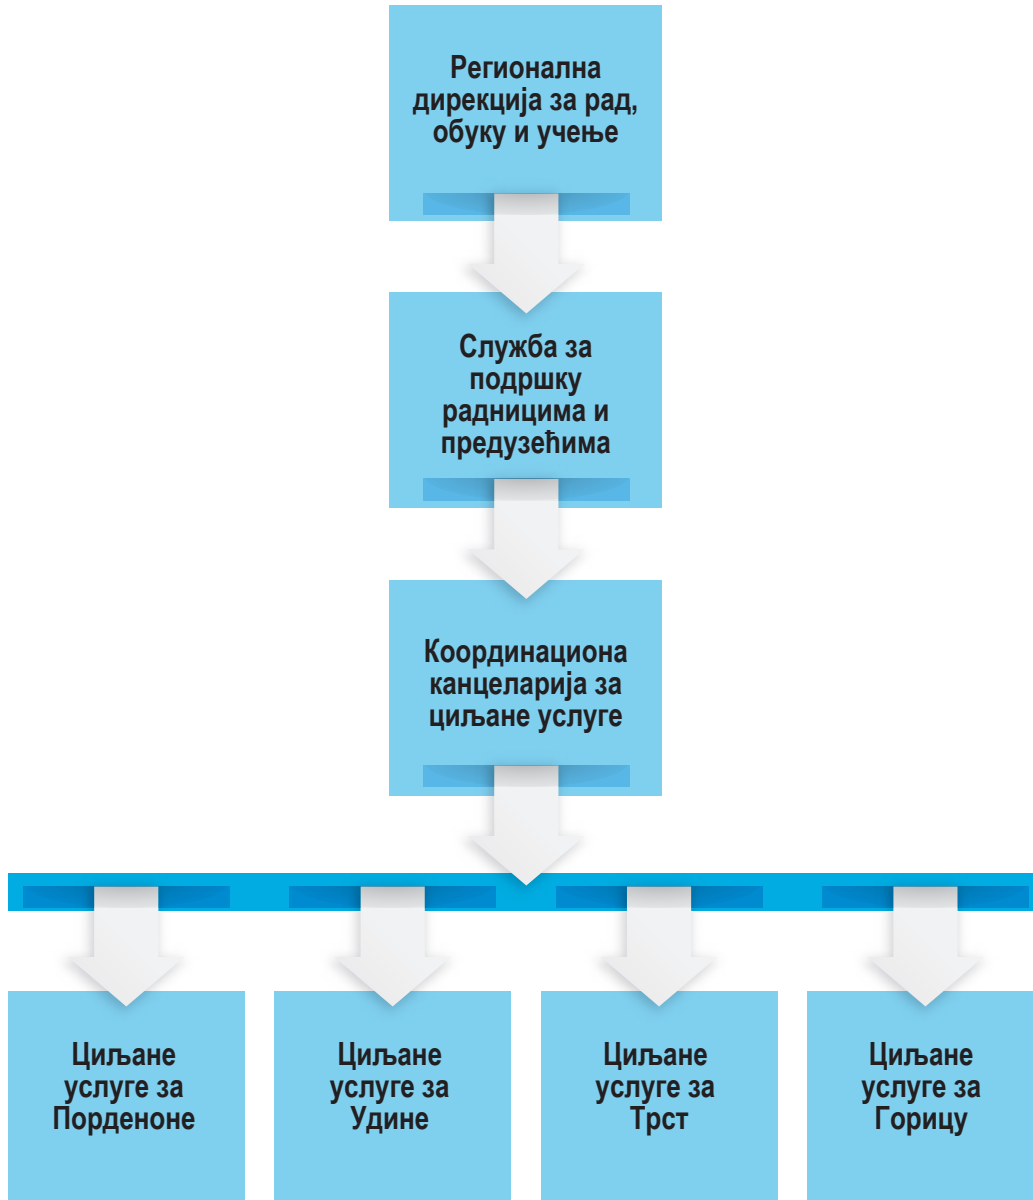 Регионална
дирекција за рад,
обуку и учење
Служба за
подршку
радницима и
предузећима
Координациона
канцеларија за
циљане услуге
Циљане
услуге за
Порденоне
Циљане
услуге за
Удине
Циљане
услуге за
Трст
Циљане
услуге за
Горицу